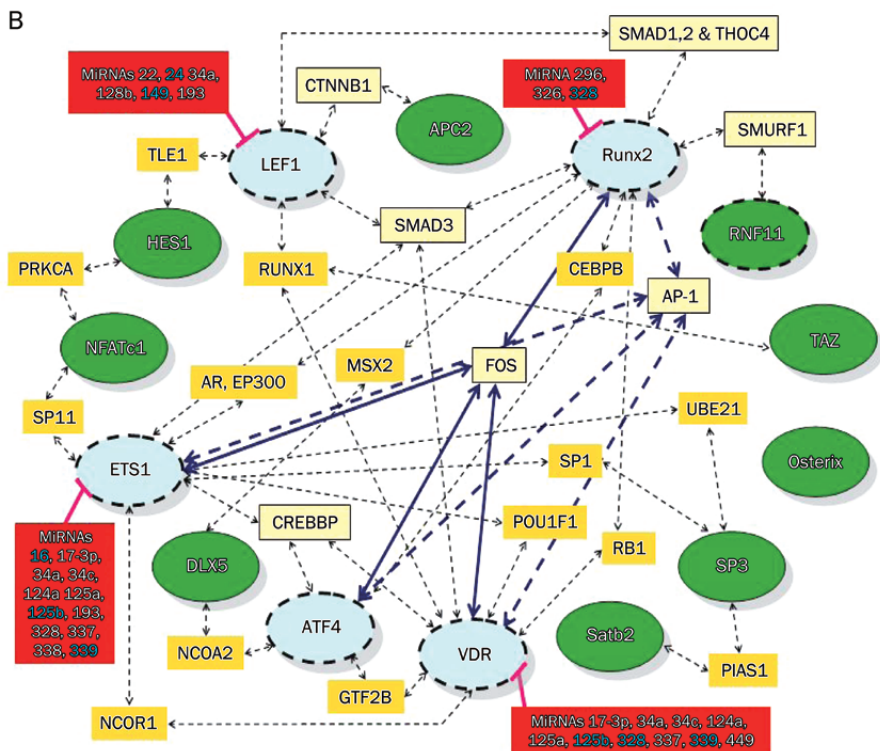 B
SMAD1,2 & THOC4
MiRNAs 22, 24 34a,
128b, 149, 193
CTNNB1
MiRNA 296,
326, 328
APC2
SMURF1
TLE1
LEF1
Runx2
HES1
SMAD3
RNF11
PRKCA
RUNX1
CEBPB
AP-1
NFATc1
TAZ
AR, EP300
MSX2
FOS
SP11
UBE21
ETS1
SP1
Osterix
CREBBP
POU1F1
MiRNAs
16, 17-3p,
34a, 34c,
124a 125a,
125b, 193,
328, 337,
338, 339
DLX5
RB1
SP3
ATF4
VDR
Satb2
NCOA2
PIAS1
GTF2B
NCOR1
MiRNAs 17-3p, 34a, 34c, 124a,
125a, 125b, 328, 337, 339, 449